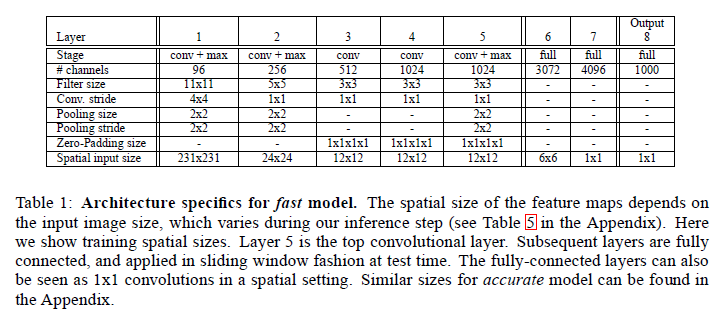 Output
Layer 1 2 3 4 5 6 7 8
Stage conv + max conv + max conv conv conv + max full full full
# channels 96 256 512 1024 1024 3072 4096 1000
Filter size 11x11 5x5 3x3 3x3 3x3 - - -
Conv. stride 4x4 1x1 1x1 1x1 1x1 - - -
Pooling size 2x2 2x2 - - 2x2 - - -
Pooling stride 2x2 2x2 - - 2x2 - - -
Zero-Padding size - - 1x1x1x1 1x1x1x1 1x1x1x1 - - -
Spatial input size 231x231 24x24 12x12 12x12 12x12 6x6 1x1 1x1
Table 1: Architecture specifics for fast model. The spatial size of the feature maps depends on
the input image size, which varies during our inference step (see Table 5 in the Appendix). Here
we show training spatial sizes. Layer 5 is the top convolutional layer. Subsequent layers are fully
connected, and applied in sliding window fashion at test time. The fully-connected layers can also
be seen as 1x1 convolutions in a spatial setting. Similar sizes for accurate model can be found in
the Appendix.